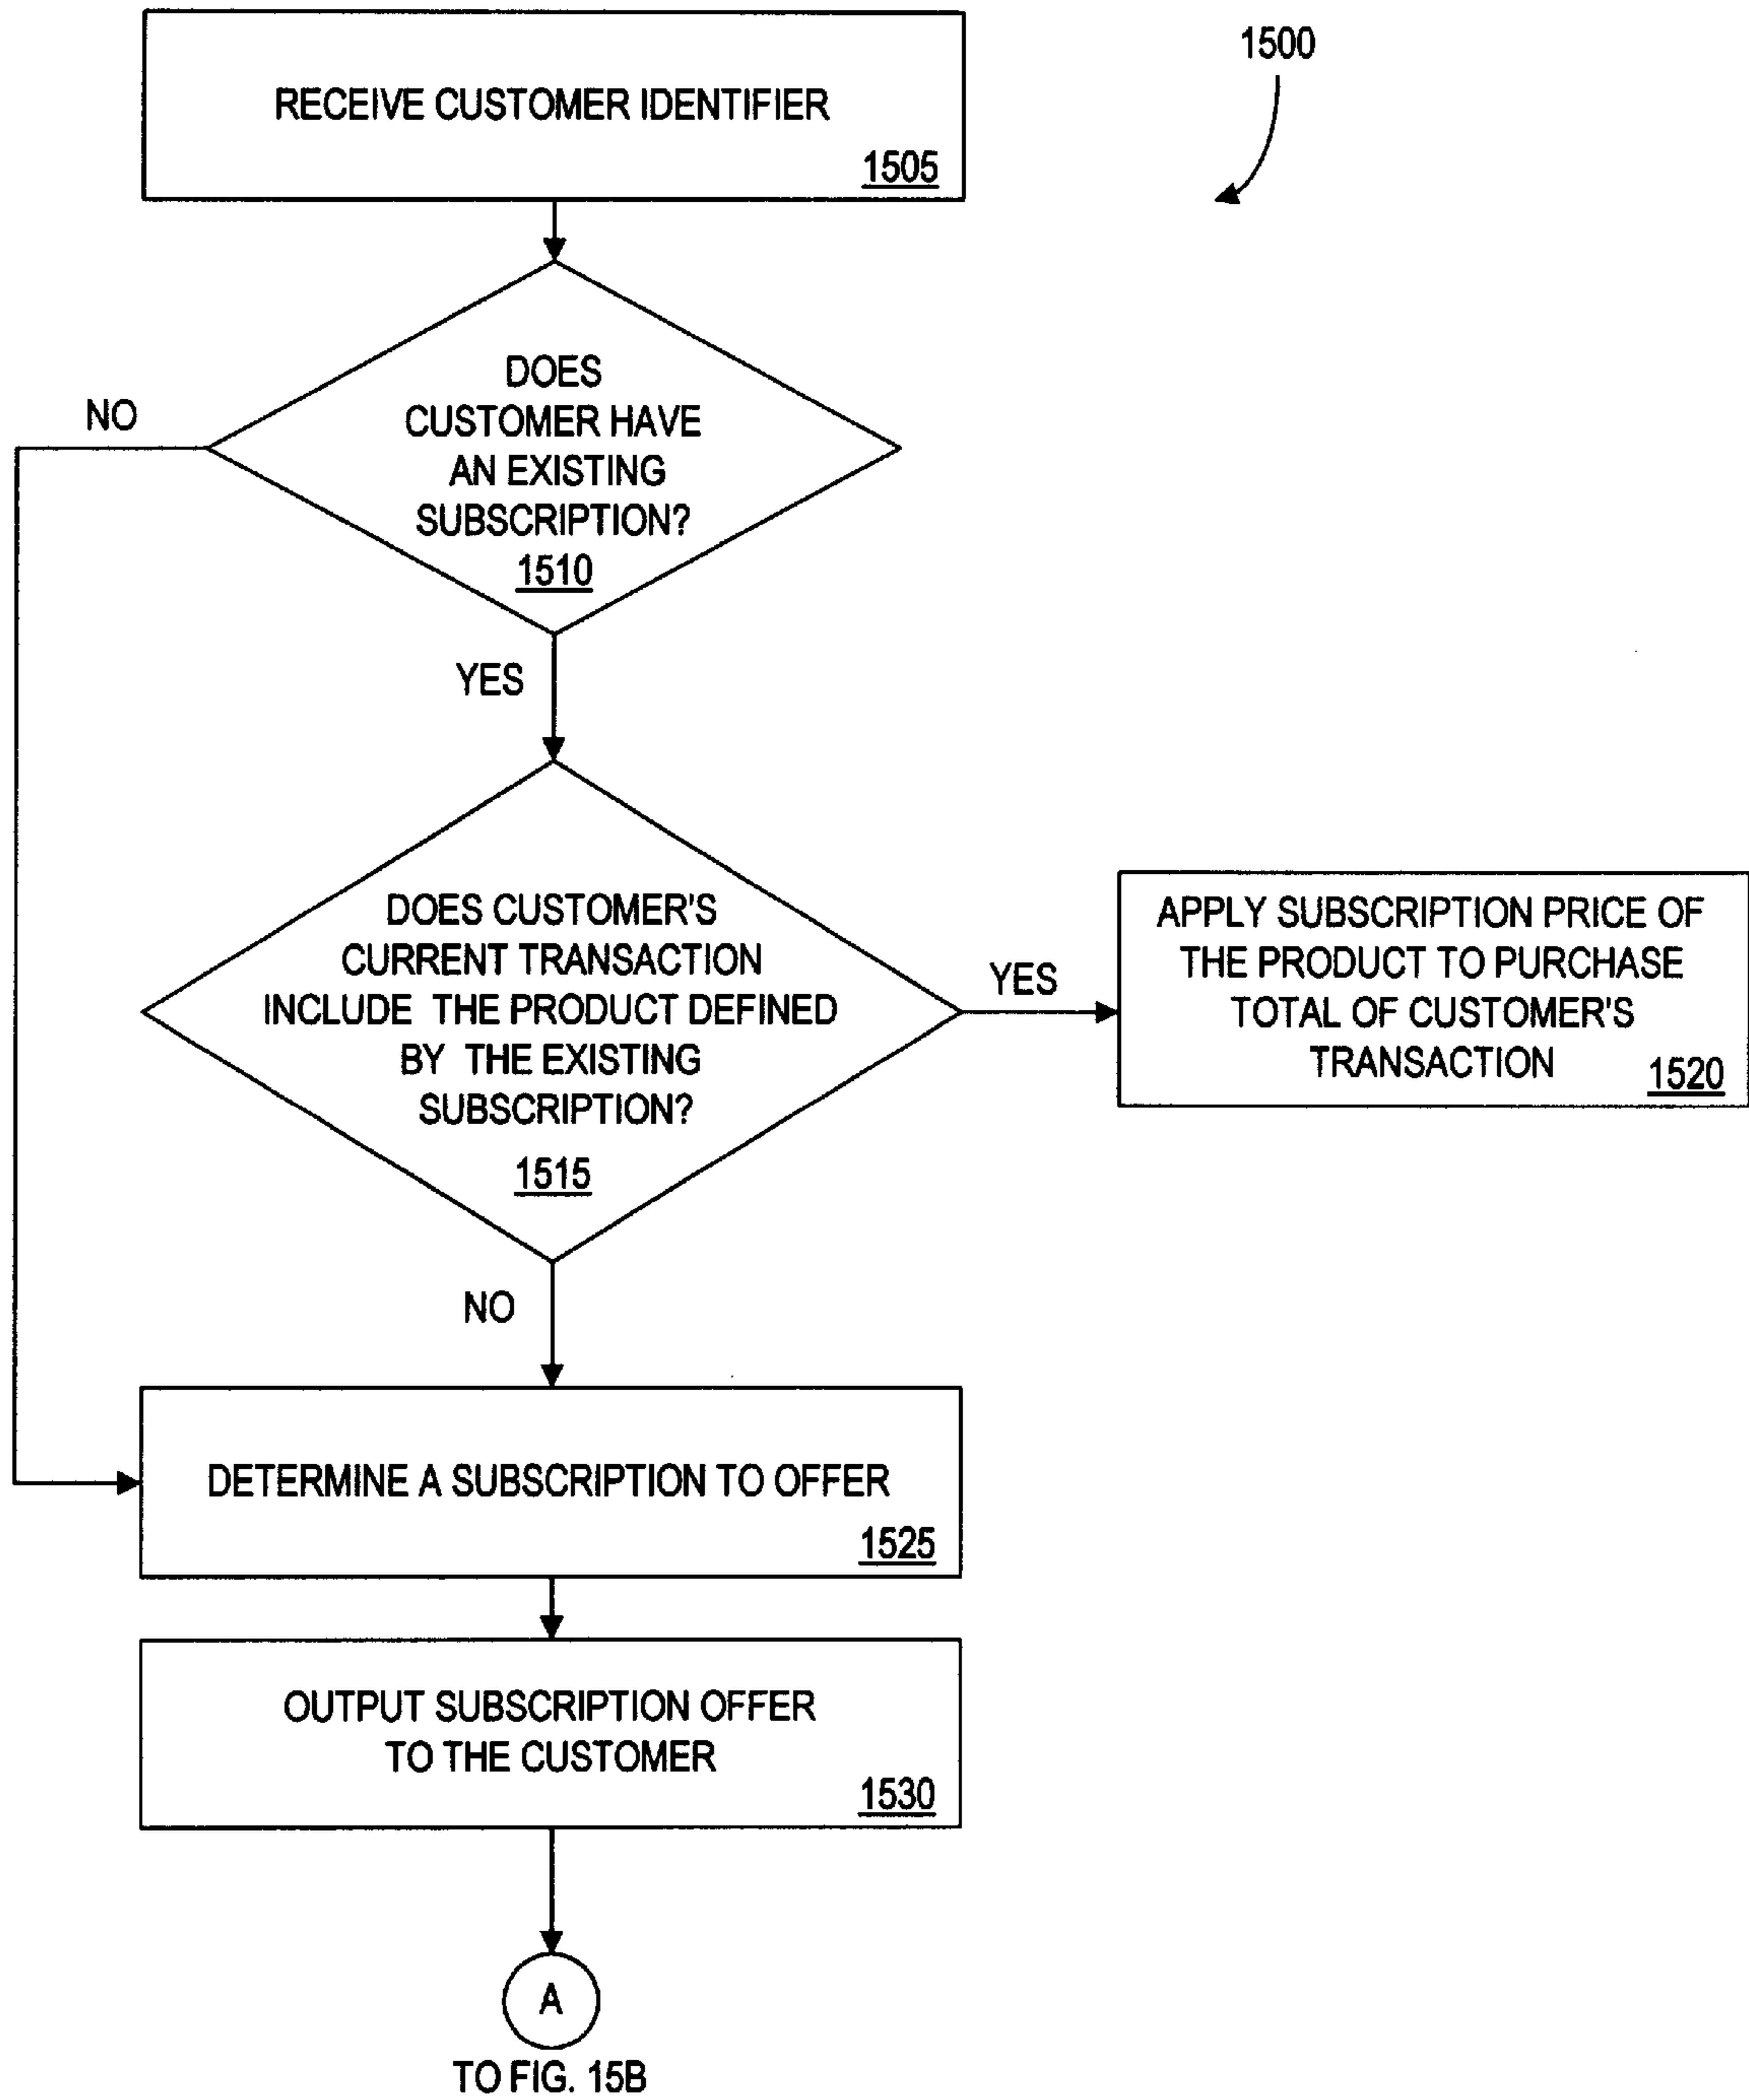 1500
RECEIVE CUSTOMER IDENTIFIER
1505
DOES
CUSTOMER HAVE
AN EXISTING
SUBSCRIPTION?
1510
NO
YES
DOES CUSTOMER'S
CURRENT TRANSACTION
INCLUDE THE PRODUCT DEFINED
BY THE EXISTING
SUBSCRIPTION?
1515
YES
APPLY SUBSCRIPTION PRICE OF
THE PRODUCT TO PURCHASE
TOTAL OF CUSTOMER'S
TRANSACTION
1520
NO
DETERMINE A SUBSCRIPTION TO OFFER
1525
OUTPUT SUBSCRIPTION OFFER
TO THE CUSTOMER
1530
A
TO FIG. 15B